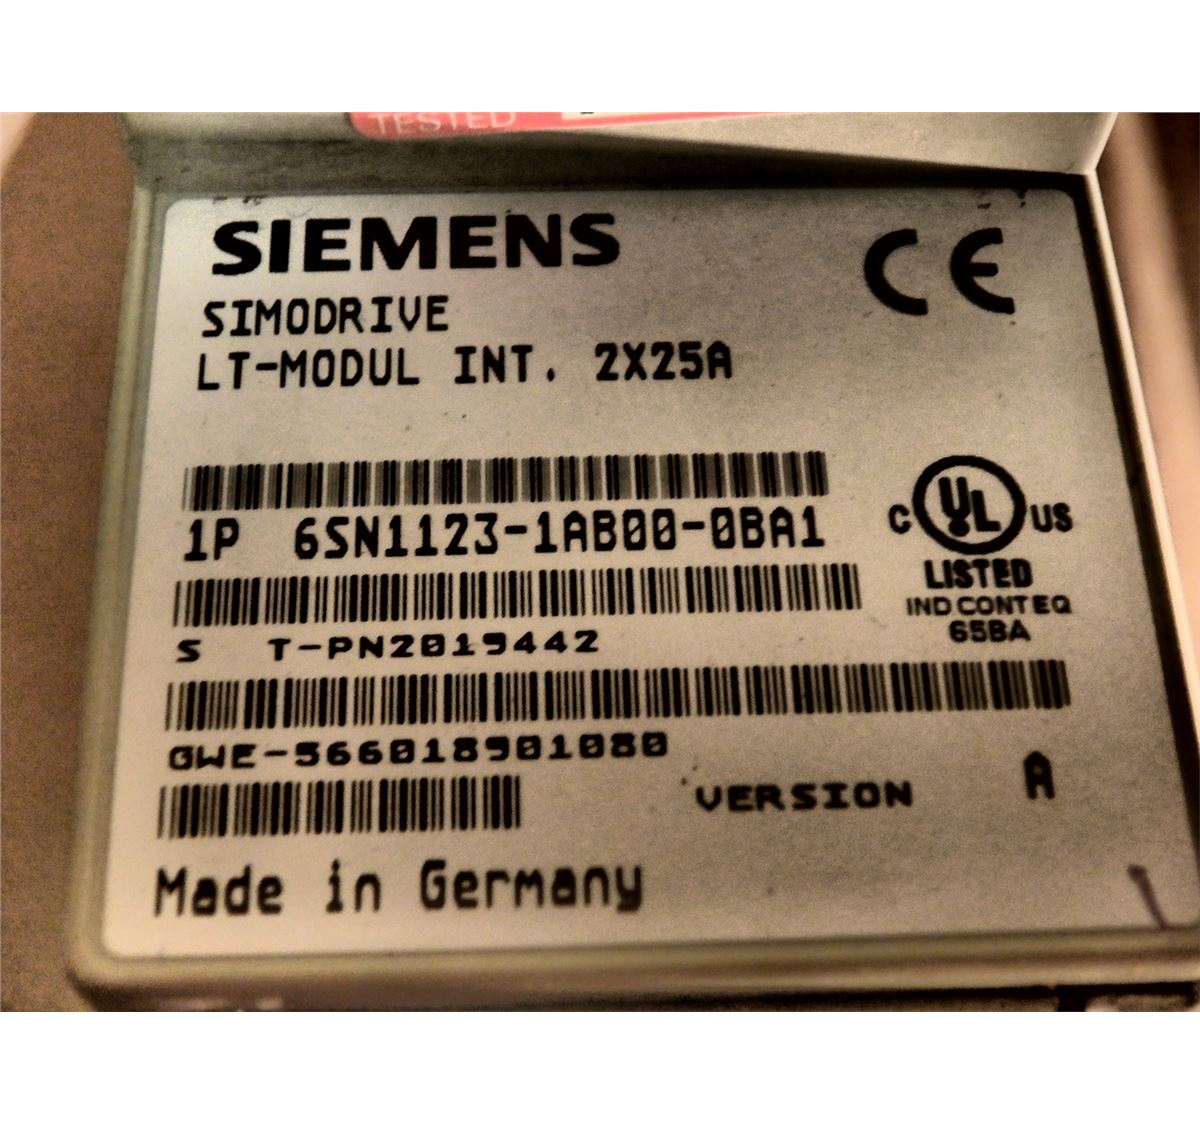 TESTED
SIEMENS
CE
SIMODRIVE
LT-MODUL INT. 2X25A
1P 6SN1123-1AB00-0BA1
C UL US
LISTED
IND CONT EQ
65BA
S T-PN2019442
GWE-566018901080
VERSION A
Made in Germany